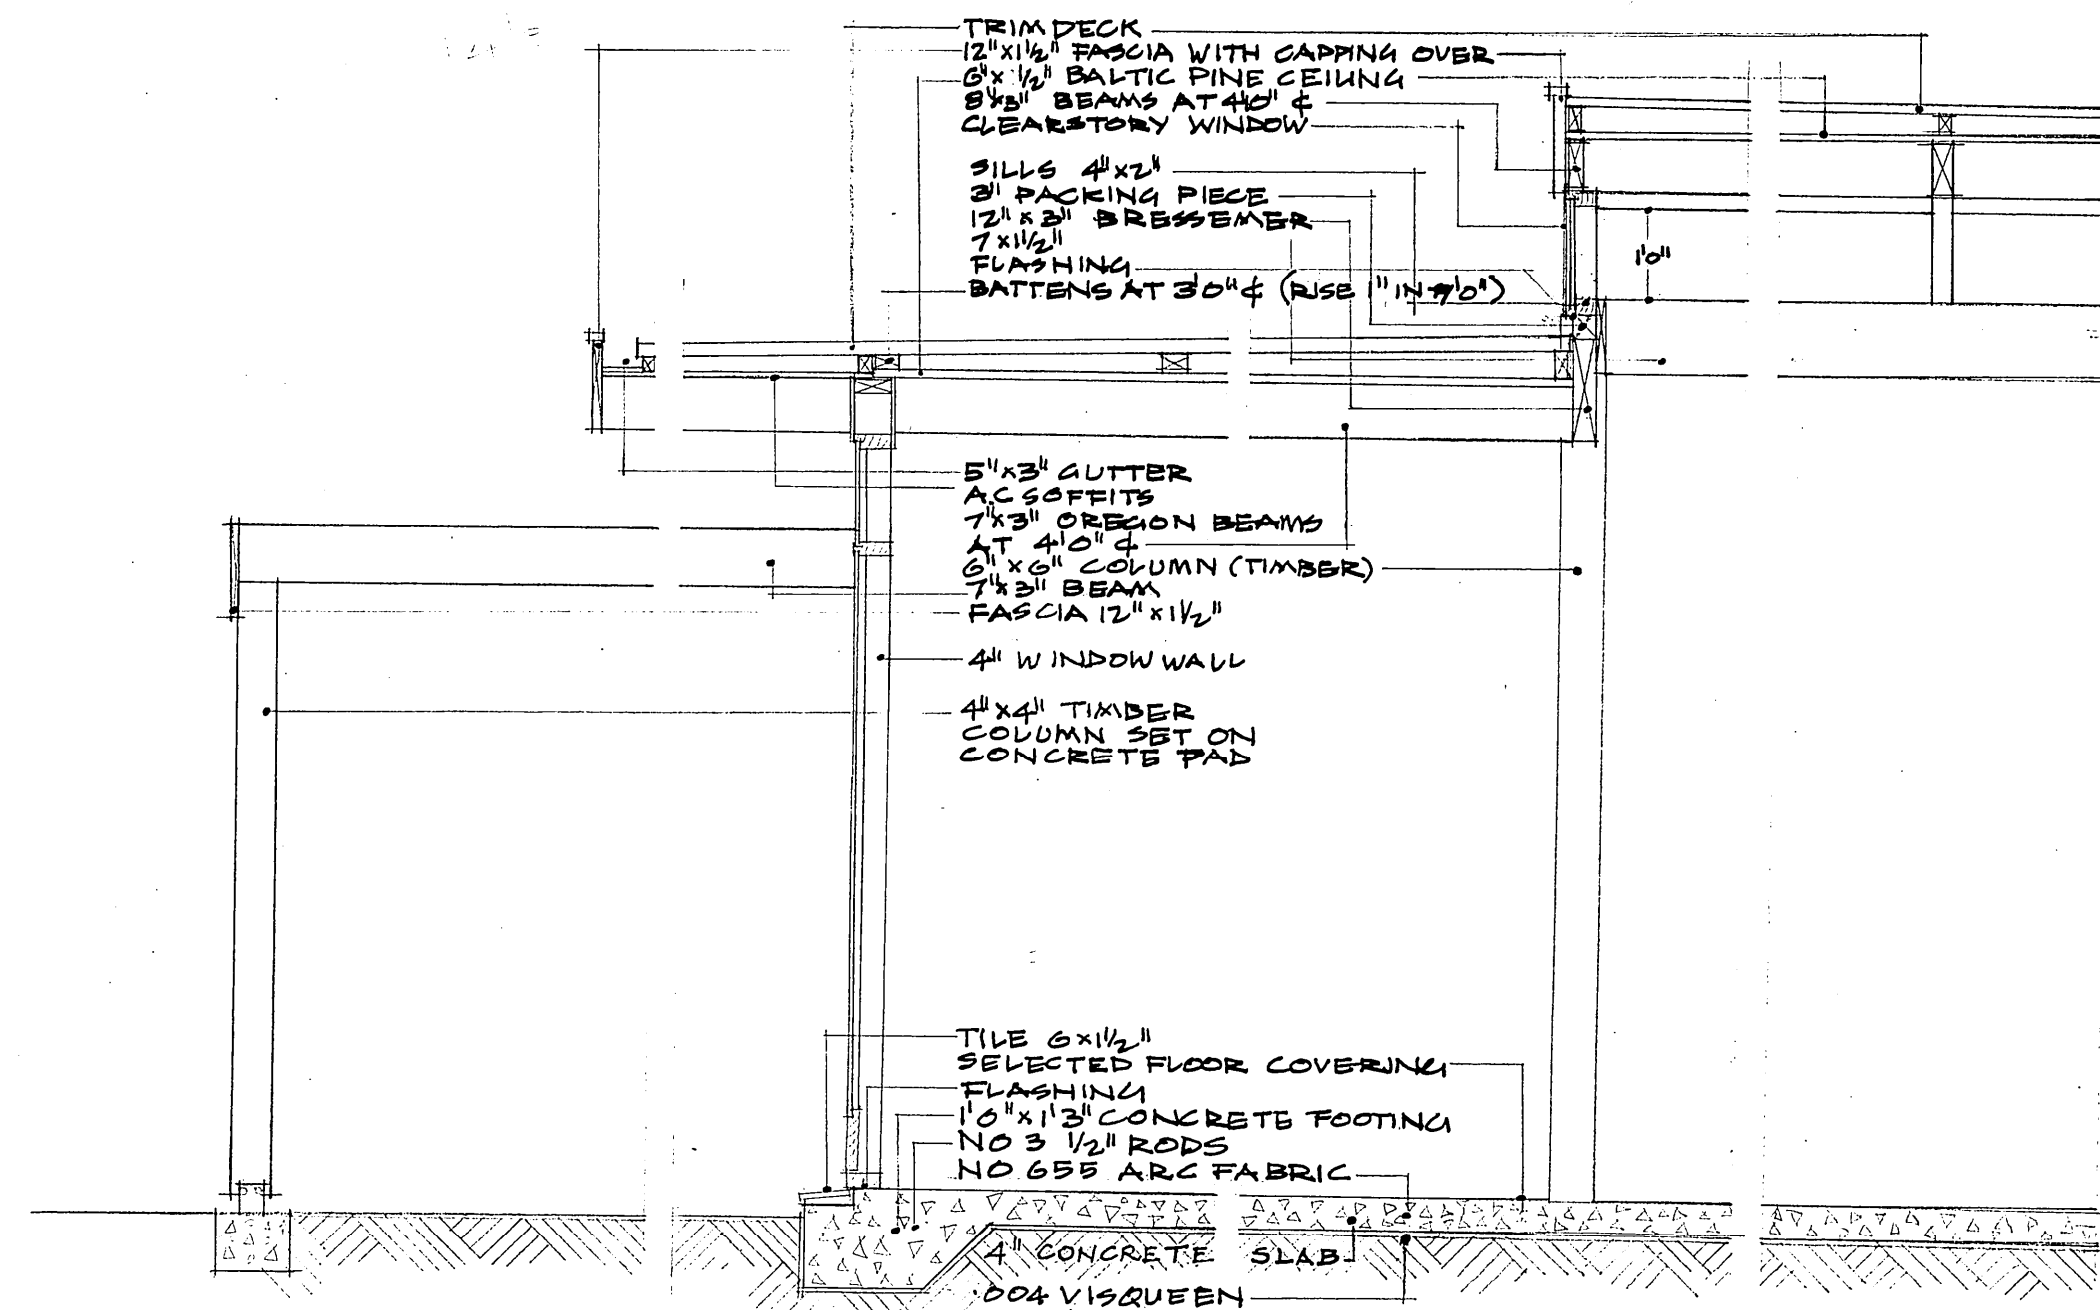 TRIM DECK
12"x1½" FASCIA WITH CAPPING OVER
6"x ½" BALTIC PINE CEILING
8"x3" BEAMS AT 4'0" ¢
CLEARSTORY WINDOW
SILLS 4"x2"
3" PACKING PIECE
12" x 3" BRESSEMER
7 x1½"
FLASHING
BATTENS AT 3'0" ¢ (RISE 1" IN 7'0")
1'0"
5"x3" GUTTER
A.C SOFFITS
7"x3" OREGON BEAMS
AT 4'0" ¢
6" x 6" COLUMN (TIMBER)
7"x3" BEAM
FASCIA 12" x 1½"
4" WINDOW WALL
4"x4" TIMBER
COLUMN SET ON
CONCRETE PAD
TILE 6x1½"
SELECTED FLOOR COVERING
FLASHING
1'6"x1'3" CONCRETE FOOTING
NO 3 ½" RODS
NO.655 ARC FABRIC
4" CONCRETE SLAB
.004 VISQUEEN